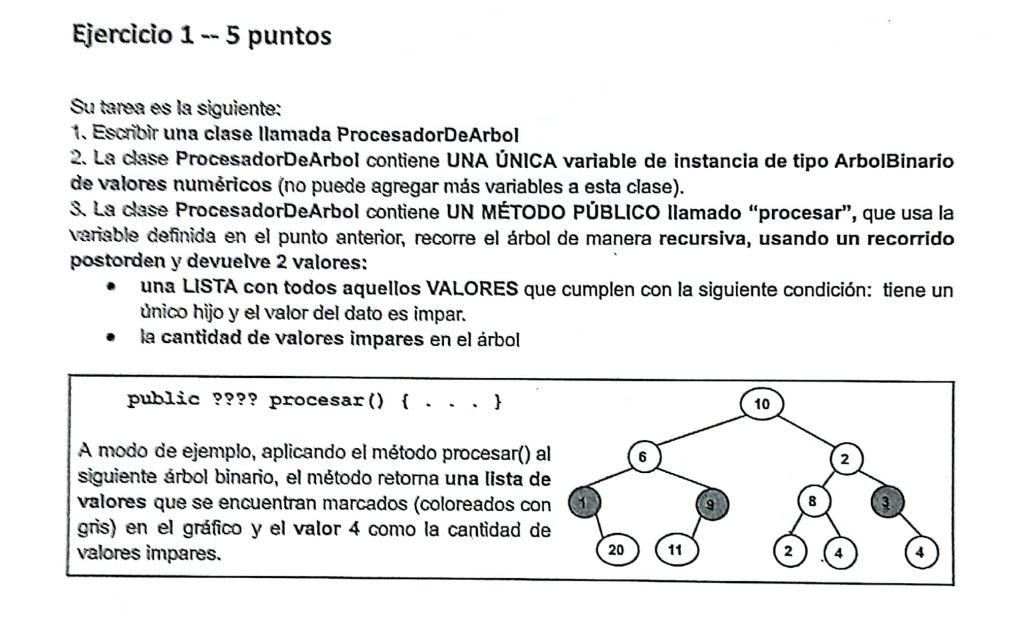 Ejercicio 1 -- 5 puntos
Su tarea es la siguiente:
1. Escribir una clase llamada ProcesadorDeArbol
2. La clase ProcesadorDeArbol contiene UNA ÚNICA variable de instancia de tipo ArbolBinario
de valores numéricos (no puede agregar más variables a esta clase).
3. La clase ProcesadorDeArbol contiene UN MÉTODO PÚBLICO llamado “procesar”, que usa la
variable definida en el punto anterior, recorre el árbol de manera recursiva, usando un recorrido
postorden y devuelve 2 valores:
• una LISTA con todos aquellos VALORES que cumplen con la siguiente condición: tiene un
único hijo y el valor del dato es impar.
• la cantidad de valores impares en el árbol
public ???? procesar() { . . . }
A modo de ejemplo, aplicando el método procesar() al
siguiente árbol binario, el método retorna una lista de
valores que se encuentran marcados (coloreados con
gris) en el gráfico y el valor 4 como la cantidad de
valores impares.
10
6 2
1 9 8 3
20 11 2 4 4